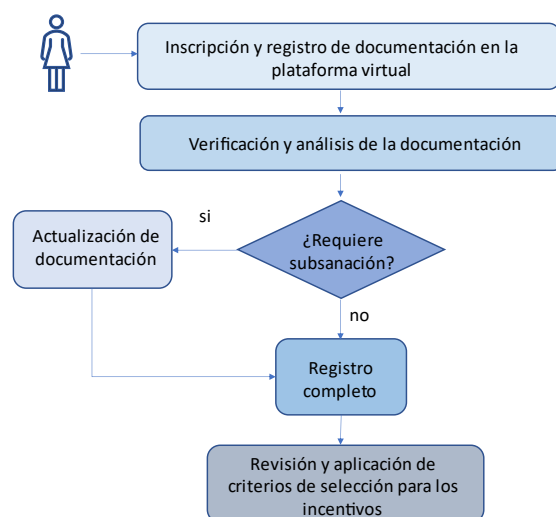 Inscripción y registro de documentación en la
plataforma virtual
Verificación y análisis de la documentación
si
Actualización de
documentación
¿Requiere
subsanación?
no
Registro
completo
Revisión y aplicación de
criterios de selección para los
incentivos